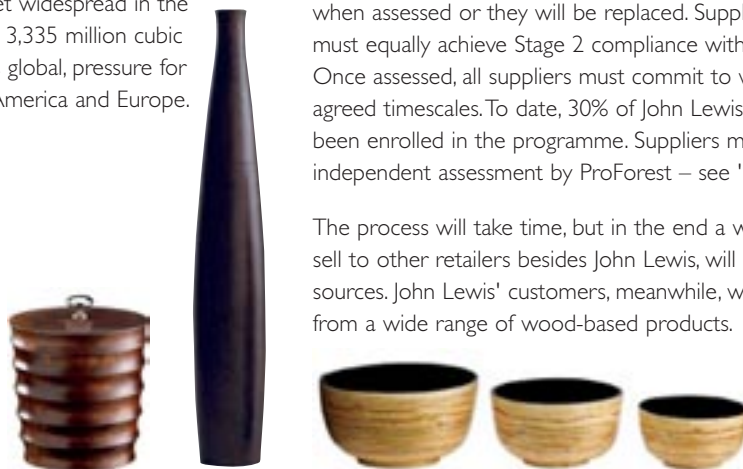 et widespread in the
3,335 million cubic
global, pressure for
America and Europe.
when assessed or they will be replaced. Suppl
must equally achieve Stage 2 compliance with
Once assessed, all suppliers must commit to
agreed timescales. To date, 30% of John Lewis
been enrolled in the programme. Suppliers m
independent assessment by ProForest – see '
The process will take time, but in the end a w
sell to other retailers besides John Lewis, will
sources. John Lewis' customers, meanwhile, w
from a wide range of wood-based products.